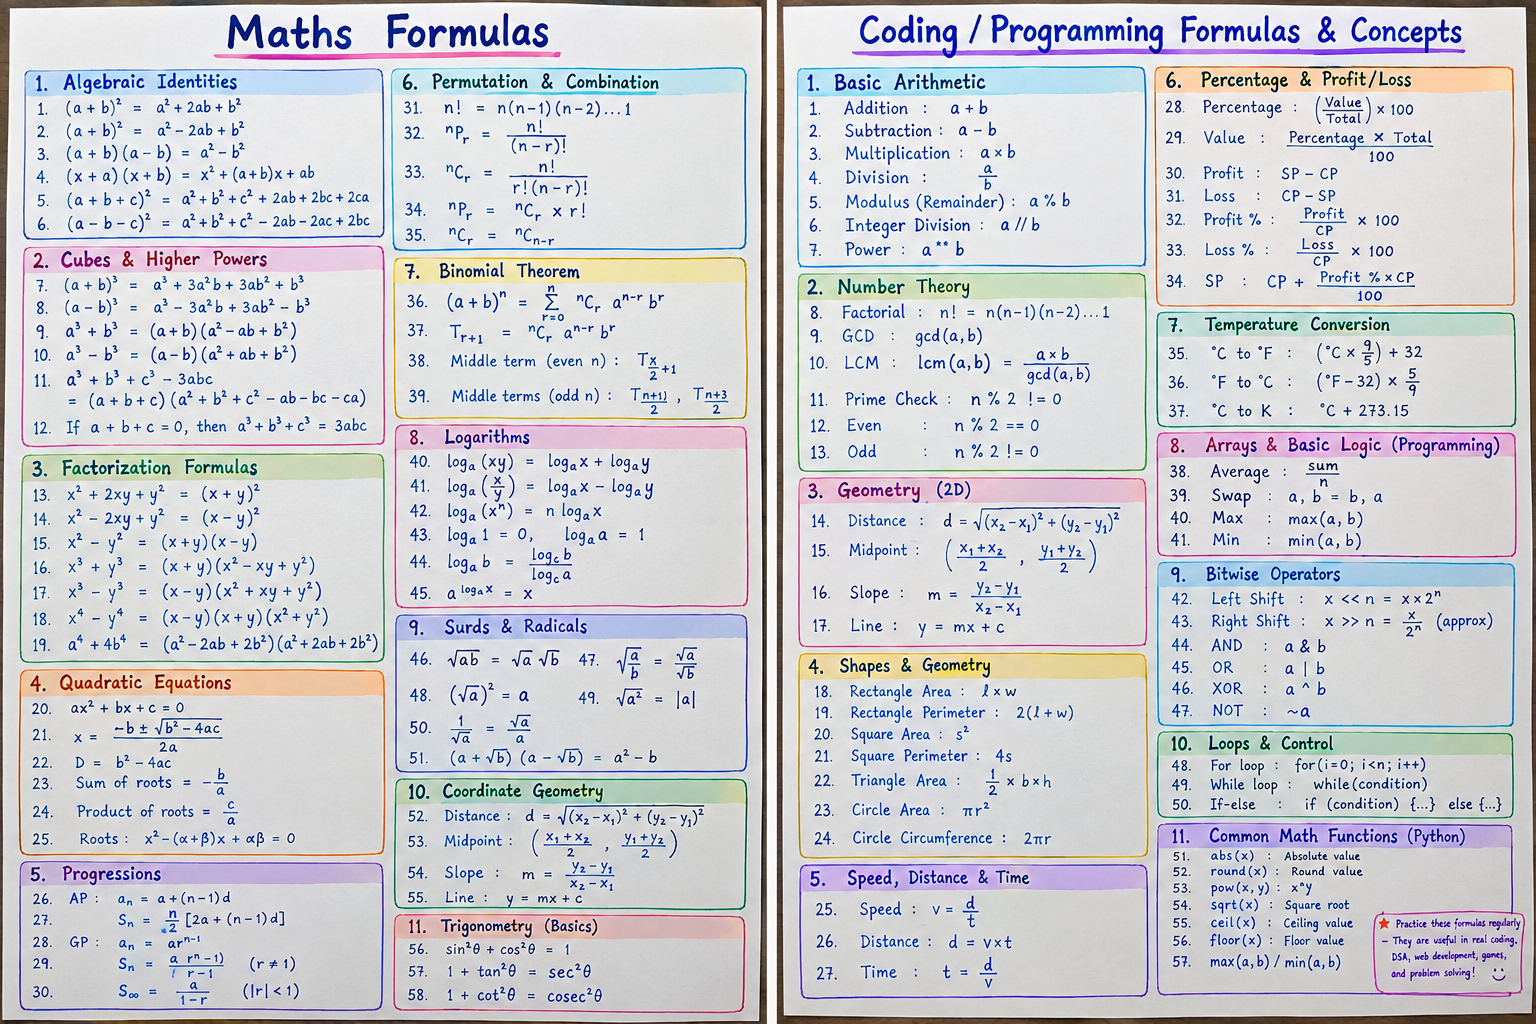 Maths Formulas
1. Algebraic Identities
1. (a + b)² = a² + 2ab + b²
2. (a + b)² = a² − 2ab + b²
3. (a + b) (a − b) = a² − b²
4. (x + a) (x + b) = x² + (a + b)x + ab
5. (a + b + c)² = a² + b² + c² + 2ab + 2bc + 2ca
6. (a − b − c)² = a² + b² + c² − 2ab − 2ac + 2bc
2. Cubes & Higher Powers
7. (a + b)³ = a³ + 3a²b + 3ab² + b³
8. (a − b)³ = a³ − 3a²b + 3ab² − b³
9. a³ + b³ = (a + b) (a² − ab + b²)
10. a³ − b³ = (a − b) (a² + ab + b²)
11. a³ + b³ + c³ − 3abc
= (a + b + c) (a² + b² + c² − ab − bc − ca)
12. If a + b + c = 0, then a³ + b³ + c³ = 3abc
3. Factorization Formulas
13. x² + 2xy + y² = (x + y)²
14. x² − 2xy + y² = (x − y)²
15. x² − y² = (x + y) (x − y)
16. x³ + y³ = (x + y) (x² − xy + y²)
17. x³ − y³ = (x − y) (x² + xy + y²)
18. x⁴ − y⁴ = (x − y) (x + y) (x² + y²)
19. a⁴ + 4b⁴ = (a² − 2ab + 2b²) (a² + 2ab + 2b²)
4. Quadratic Equations
20. ax² + bx + c = 0
21. x = (−b ± √(b² − 4ac)) / 2a
22. D = b² − 4ac
23. Sum of roots = −b/a
24. Product of roots = c/a
25. Roots : x² − (α + β)x + αβ = 0
5. Progressions
26. AP : aₙ = a + (n − 1) d
27. Sₙ = n/2 [2a + (n − 1) d]
28. GP : aₙ = arⁿ⁻¹
29. Sₙ = a rⁿ − 1) / r − 1 (r ≠ 1)
30. S∞ = a / 1 − r (|r| < 1)
6. Permutation & Combination
31. n! = n(n − 1) (n − 2) ... 1
32. ⁿPᵣ = n! / (n − r)!
33. ⁿCᵣ = n! / r! (n − r)!
34. ⁿPᵣ = ⁿCᵣ × r!
35. ⁿCᵣ = ⁿCₙ₋ᵣ
7. Binomial Theorem
36. (a + b)ⁿ = Σ r=0 n ⁿCᵣ aⁿ⁻ʳ bʳ
37. Tᵣ₊₁ = ⁿCᵣ aⁿ⁻ʳ bʳ
38. Middle term (even n) : T x/2 +1
39. Middle terms (odd n) : T n+1)/2 , T n+3/2
8. Logarithms
40. logₐ (xy) = logₐ x + logₐ y
41. logₐ (x/y) = logₐ x − logₐ y
42. logₐ (xⁿ) = n logₐ x
43. logₐ 1 = 0, logₐ a = 1
44. logₐ b = log_c b / log_c a
45. a^(logₐ x) = x
9. Surds & Radicals
46. √ab = √a √b 47. √(a/b) = √a / √b
48. (√a)² = a 49. √a² = |a|
50. 1/√a = √a / a
51. (a + √b) (a − √b) = a² − b
10. Coordinate Geometry
52. Distance : d = √((x₂ − x₁)² + (y₂ − y₁)²)
53. Midpoint : ( x₁ + x₂ / 2 , y₁ + y₂ / 2 )
54. Slope : m = y₂ − y₁ / x₂ − x₁
55. Line : y = mx + c
11. Trigonometry (Basics)
56. sin²θ + cos²θ = 1
57. 1 + tan²θ = sec²θ
58. 1 + cot²θ = cosec²θ
Coding / Programming Formulas & Concepts
1. Basic Arithmetic
1. Addition : a + b
2. Subtraction : a − b
3. Multiplication : a × b
4. Division : a/b
5. Modulus (Remainder) : a % b
6. Integer Division : a // b
7. Power : a ** b
2. Number Theory
8. Factorial : n! = n(n − 1) (n − 2) ... 1
9. GCD : gcd(a, b)
10. LCM : lcm(a, b) = a × b / gcd(a, b)
11. Prime Check : n % 2 != 0
12. Even : n % 2 == 0
13. Odd : n % 2 != 0
3. Geometry (2D)
14. Distance : d = √((x₂ − x₁)² + (y₂ − y₁)²)
15. Midpoint : ( x₁ + x₂ / 2 , y₁ + y₂ / 2 )
16. Slope : m = y₂ − y₁ / x₂ − x₁
17. Line : y = mx + c
4. Shapes & Geometry
18. Rectangle Area : ℓ × w
19. Rectangle Perimeter : 2(ℓ + w)
20. Square Area : s²
21. Square Perimeter : 4s
22. Triangle Area : 1/2 × b × h
23. Circle Area : πr²
24. Circle Circumference : 2πr
5. Speed, Distance & Time
25. Speed : v = d/t
26. Distance : d = v×t
27. Time : t = d/v
6. Percentage & Profit/Loss
28. Percentage : (Value/Total) × 100
29. Value : Percentage × Total / 100
30. Profit : SP − CP
31. Loss : CP − SP
32. Profit % : Profit/CP × 100
33. Loss % : Loss/CP × 100
34. SP : CP + Profit % × CP / 100
7. Temperature Conversion
35. °C to °F : (°C × 9/5) + 32
36. °F to °C : (°F − 32) × 5/9
37. °C to K : °C + 273.15
8. Arrays & Basic Logic (Programming)
38. Average : sum/n
39. Swap : a, b = b, a
40. Max : max(a, b)
41. Min : min(a, b)
9. Bitwise Operators
42. Left Shift : x << n = x×2ⁿ
43. Right Shift : x >> n = x/2ⁿ (approx)
44. AND : a & b
45. OR : a | b
46. XOR : a ^ b
47. NOT : ~a
10. Loops & Control
48. For loop : for(i=0; i<n; i++)
49. While loop : while(condition)
50. If-else : if (condition) {...} else {...}
11. Common Math Functions (Python)
51. abs(x) : Absolute value
52. round(x) : Round value
53. pow(x, y) : x^y
54. sqrt(x) : Square root
55. ceil(x) : Ceiling value
56. floor(x) : Floor value
57. max(a, b) / min(a, b)
★ Practice these formulas regularly
– They are useful in real coding,
DSA, web development, games,
and problem solving! ☺